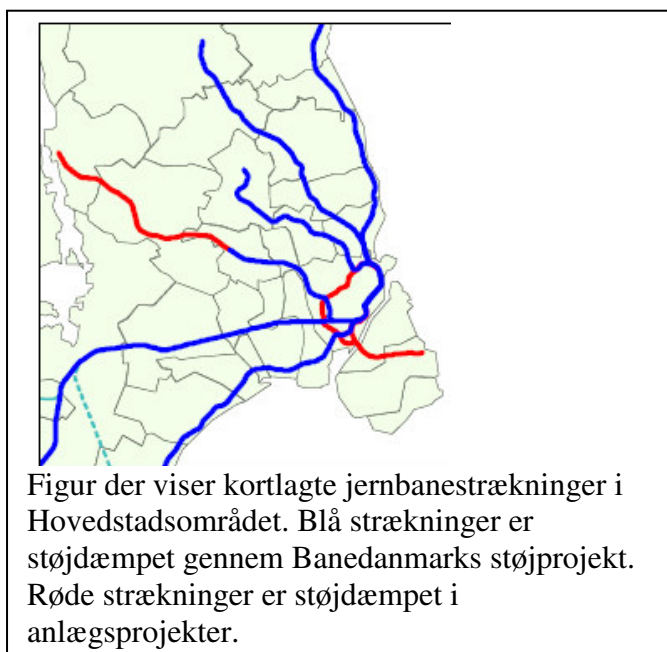 Figur der viser kortlagte jernbanestrækninger i
Hovedstadsområdet. Blå strækninger er
støjdæmpet gennem Banedanmarks støjprojekt.
Røde strækninger er støjdæmpet i
anlægsprojekter.